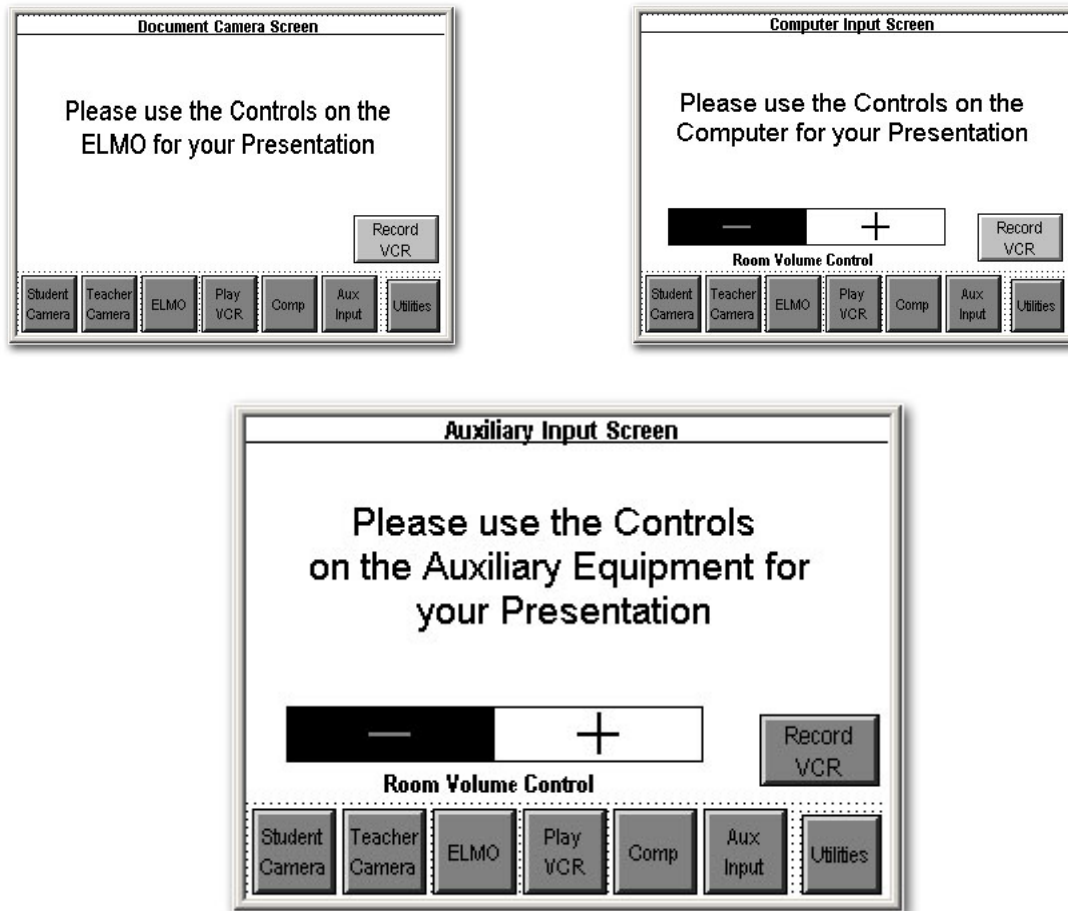 Document Camera Screen
Please use the Controls on the
ELMO for your Presentation
Record
VCR
Student
Camera
Teacher
Camera
ELMO
Play
VCR
Comp
Aux
Input
Utilities
Computer Input Screen
Please use the Controls on the
Computer for your Presentation
— +
Record
VCR
Room Volume Control
Student
Camera
Teacher
Camera
ELMO
Play
VCR
Comp
Aux
Input
Utilities
Auxiliary Input Screen
Please use the Controls
on the Auxiliary Equipment for
your Presentation
— +
Record
VCR
Room Volume Control
Student
Camera
Teacher
Camera
ELMO
Play
VCR
Comp
Aux
Input
Utilities